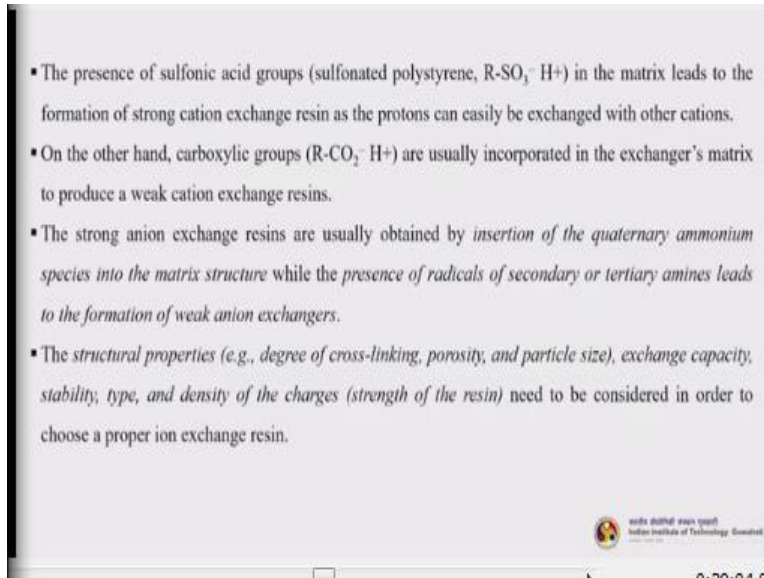 ▪ The presence of sulfonic acid groups (sulfonated polystyrene, R-SO₃⁻ H+) in the matrix leads to the
formation of strong cation exchange resin as the protons can easily be exchanged with other cations.
▪ On the other hand, carboxylic groups (R-CO₂⁻ H+) are usually incorporated in the exchanger's matrix
to produce a weak cation exchange resins.
▪ The strong anion exchange resins are usually obtained by insertion of the quaternary ammonium
species into the matrix structure while the presence of radicals of secondary or tertiary amines leads
to the formation of weak anion exchangers.
▪ The structural properties (e.g., degree of cross-linking, porosity, and particle size), exchange capacity,
stability, type, and density of the charges (strength of the resin) need to be considered in order to
choose a proper ion exchange resin.
Indian Institute of Technology Guwahati